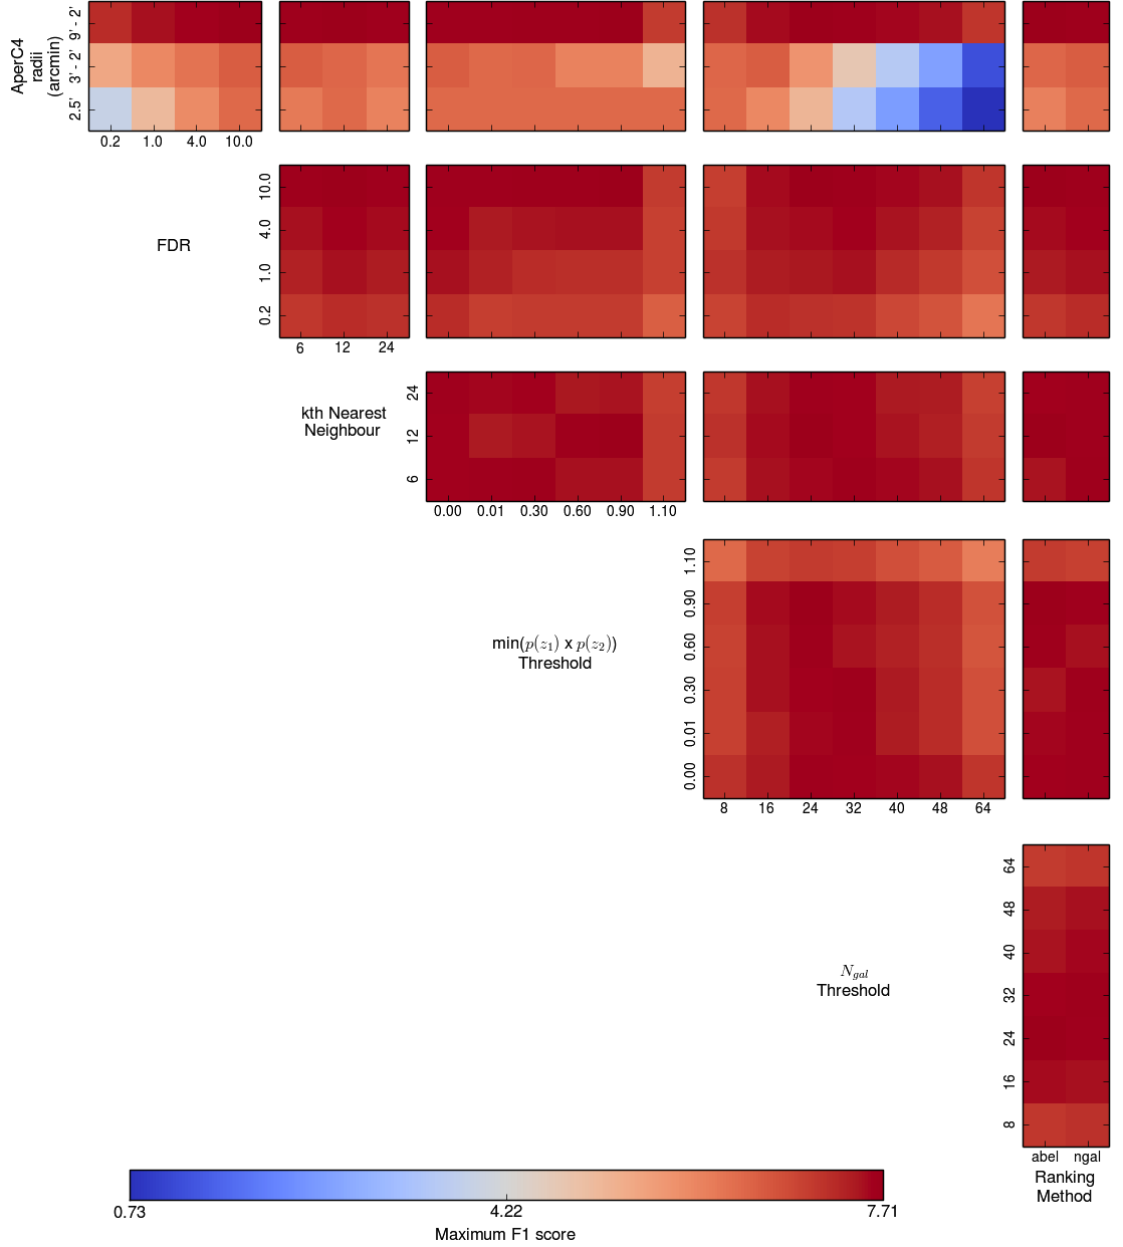 AperC4
radii
(arcmin)
9' - 2'
3' - 2'
2.5'
0.2 1.0 4.0 10.0
FDR
10.0
4.0
1.0
0.2
6 12 24
kth Nearest
Neighbour
24
12
6
0.00 0.01 0.30 0.60 0.90 1.10
min(p(z₁) x p(z₂))
Threshold
1.10
0.90
0.60
0.30
0.01
0.00
8 16 24 32 40 48 64
N_gal
Threshold
64
48
40
32
24
16
8
abel ngal
Ranking
Method
0.73 4.22 7.71
Maximum F1 score